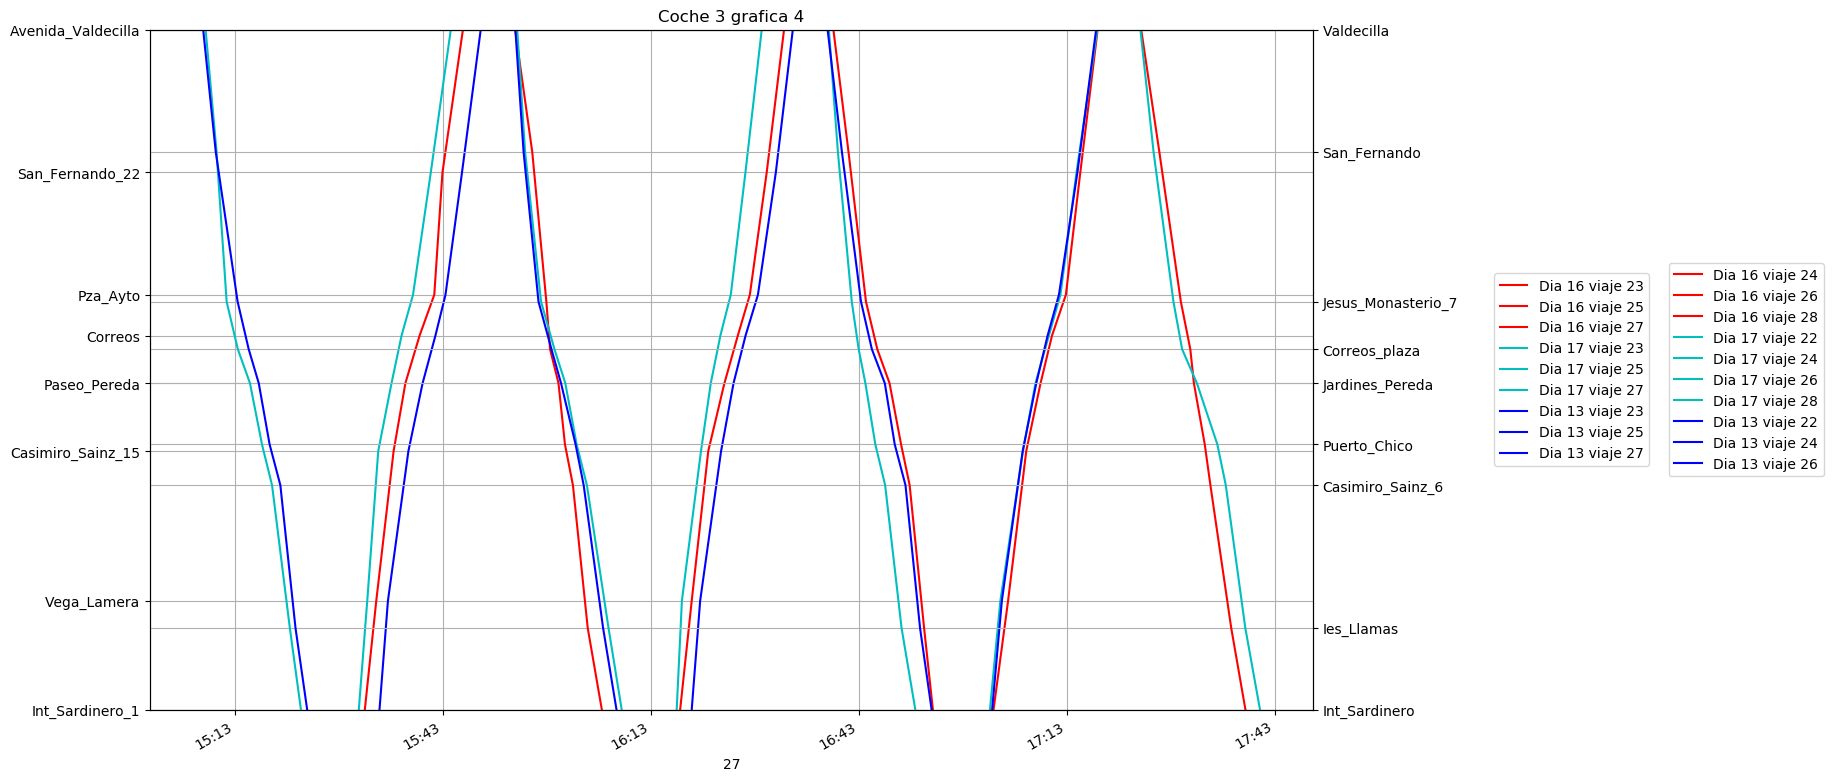 Coche 3 grafica 4
Avenida_Valdecilla
San_Fernando_22
Pza_Ayto
Correos
Paseo_Pereda
Casimiro_Sainz_15
Vega_Lamera
Int_Sardinero_1
Valdecilla
San_Fernando
Jesus_Monasterio_7
Correos_plaza
Jardines_Pereda
Puerto_Chico
Casimiro_Sainz_6
Ies_Llamas
Int_Sardinero
15:13
15:43
16:13
16:43
17:13
17:43
27
Dia 16 viaje 23
Dia 16 viaje 25
Dia 16 viaje 27
Dia 17 viaje 23
Dia 17 viaje 25
Dia 17 viaje 27
Dia 13 viaje 23
Dia 13 viaje 25
Dia 13 viaje 27
Dia 16 viaje 24
Dia 16 viaje 26
Dia 16 viaje 28
Dia 17 viaje 22
Dia 17 viaje 24
Dia 17 viaje 26
Dia 17 viaje 28
Dia 13 viaje 22
Dia 13 viaje 24
Dia 13 viaje 26